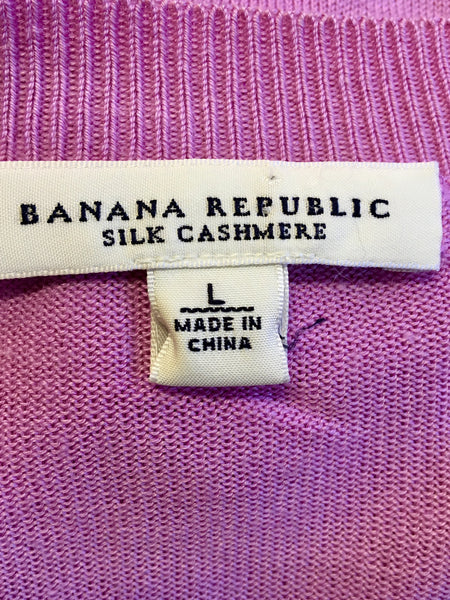 BANANA REPUBLIC
SILK CASHMERE
L
MADE IN
CHINA